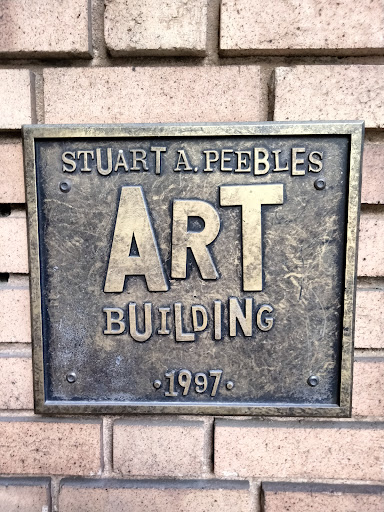 STUART A. PEEBLES
ART
BUILDING
·1997·